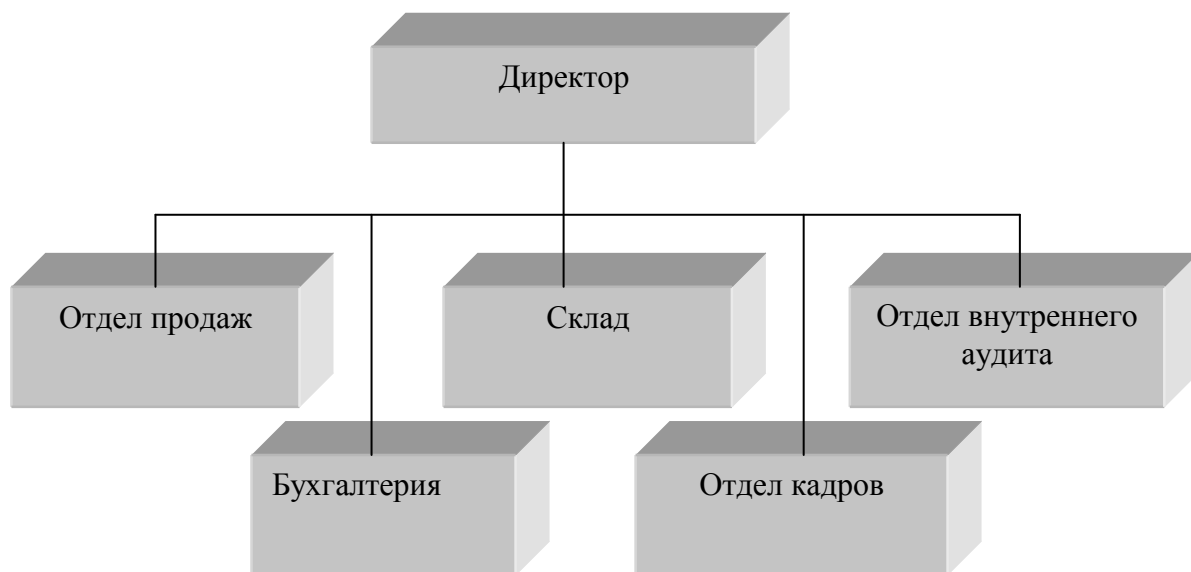 Директор
Отдел продаж
Склад
Отдел внутреннего
аудита
Бухгалтерия
Отдел кадров